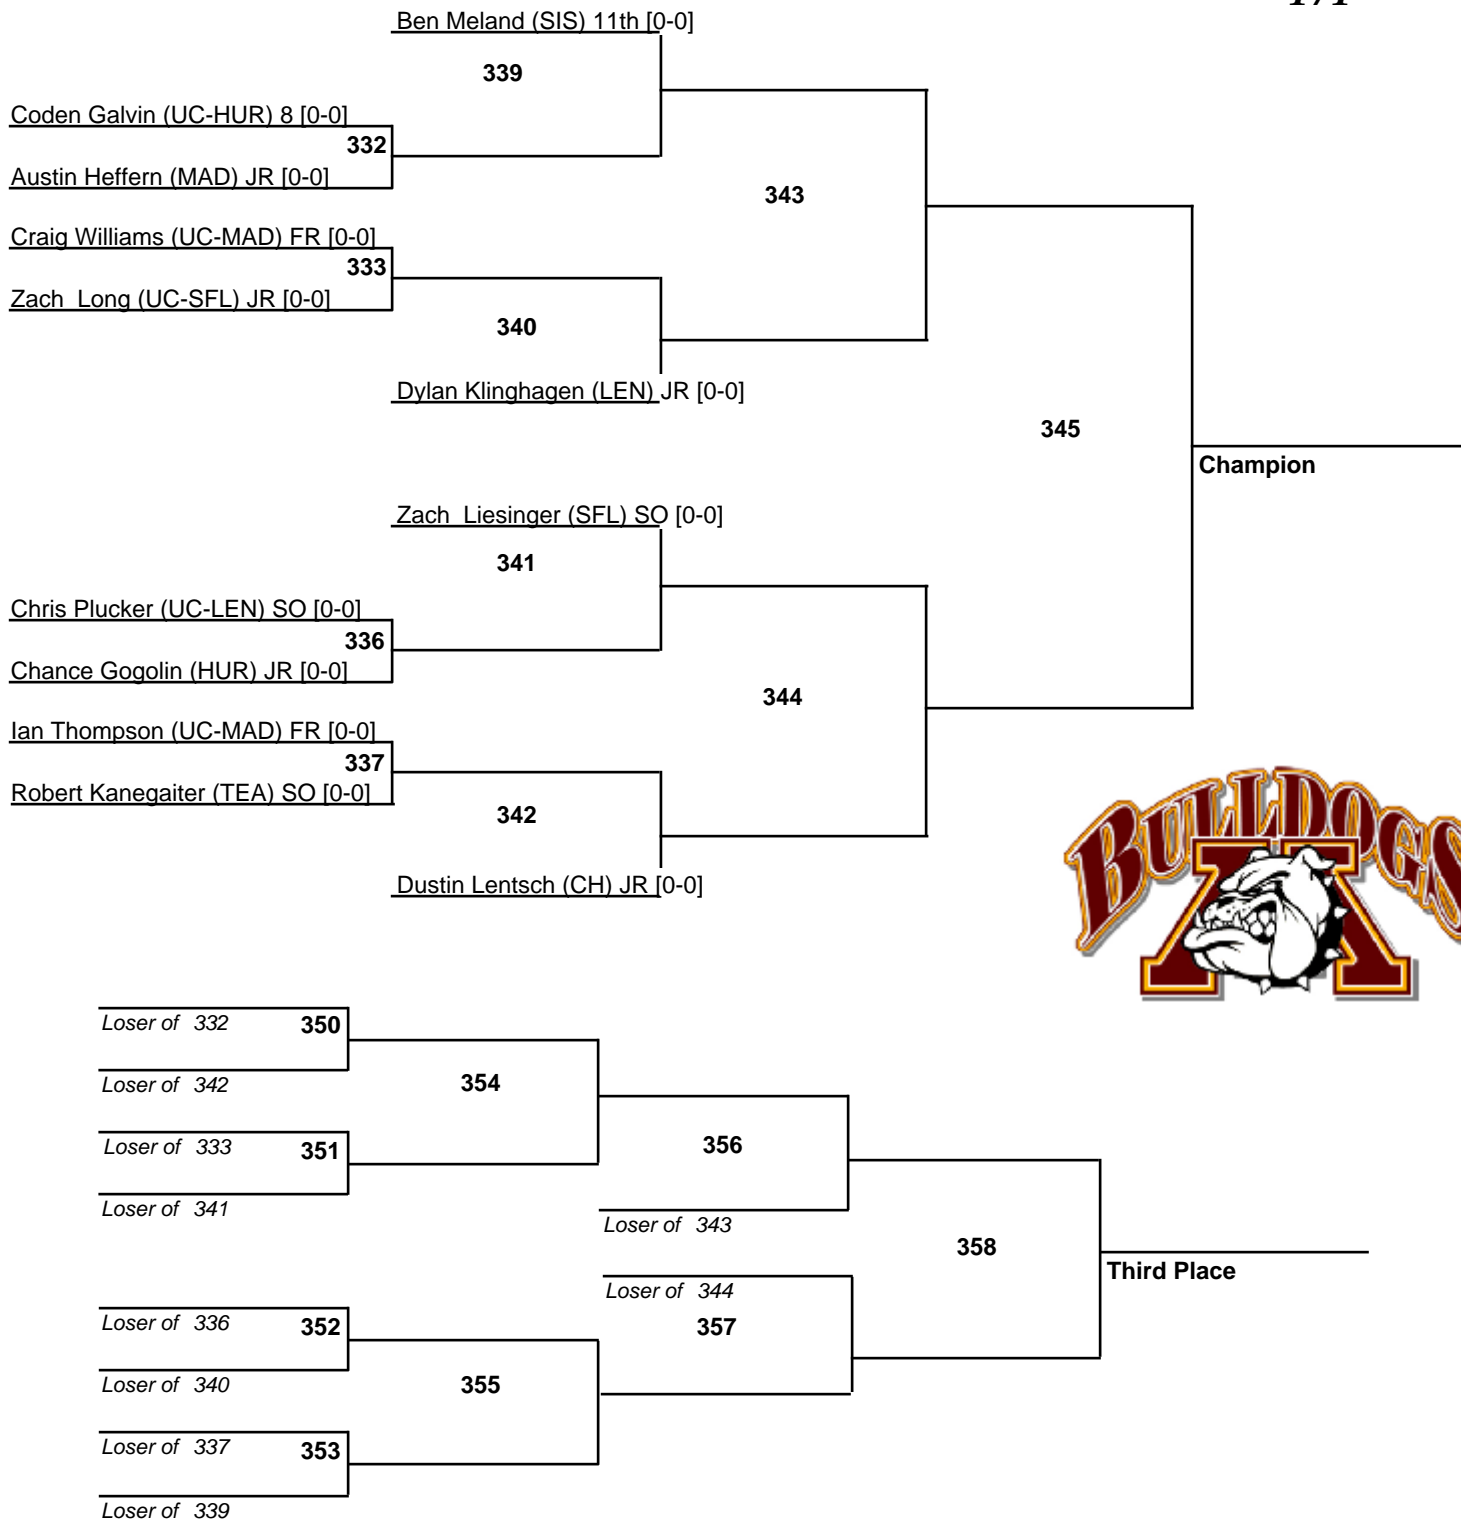 Ben Meland (SIS) 11th [0-0]
339
Coden Galvin (UC-HUR) 8 [0-0]
332
Austin Heffern (MAD) JR [0-0]
343
Craig Williams (UC-MAD) FR [0-0]
333
Zach Long (UC-SFL) JR [0-0]
340
Dylan Klinghagen (LEN) JR [0-0]
345
Champion
Zach Liesinger (SFL) SO [0-0]
341
Chris Plucker (UC-LEN) SO [0-0]
336
Chance Gogolin (HUR) JR [0-0]
344
Ian Thompson (UC-MAD) FR [0-0]
337
Robert Kanegaiter (TEA) SO [0-0]
342
Dustin Lentsch (CH) JR [0-0]
BULLDOGS
Loser of 332
350
Loser of 342
354
Loser of 333
351
356
Loser of 341
Loser of 343
358
Third Place
Loser of 344
Loser of 336
352
357
Loser of 340
355
Loser of 337
353
Loser of 339